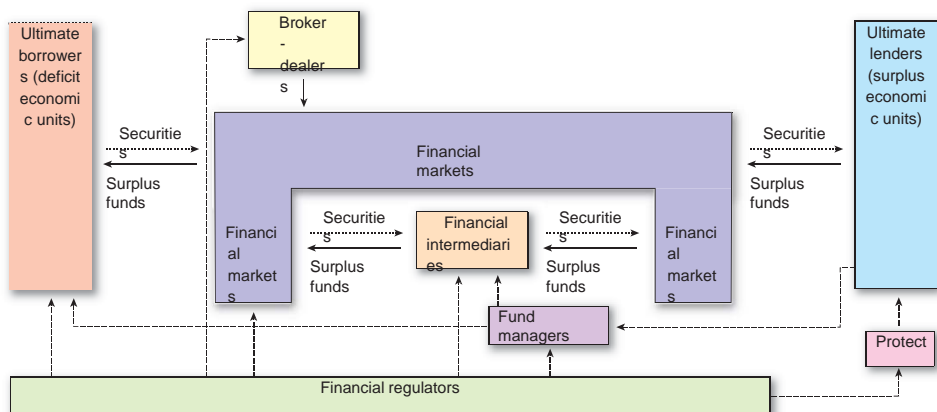 Ultimate
borrower
s (deficit
economi
c units)
Broker
-
dealer
s
Ultimate
lenders
(surplus
economi
c units)
Securitie
s
Surplus
funds
Financial
markets
Securitie
s
Surplus
funds
Financi
al
market
s
Securitie
s
Surplus
funds
Financial
intermediari
es
Securitie
s
Surplus
funds
Financi
al
market
s
Fund
managers
Protect
Financial regulators